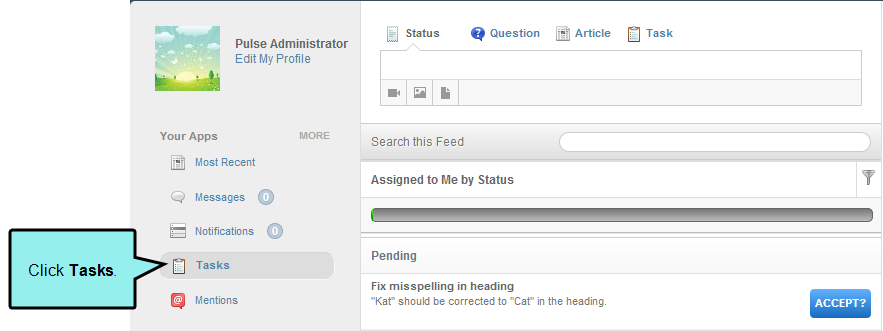 Pulse Administrator
Edit My Profile
Your Apps MORE
Most Recent
Messages 0
Notifications 0
Tasks
Mentions
Click Tasks.
Status Question Article Task
Search this Feed
Assigned to Me by Status
Pending
Fix misspelling in heading
"Kat" should be corrected to "Cat" in the heading.
ACCEPT?